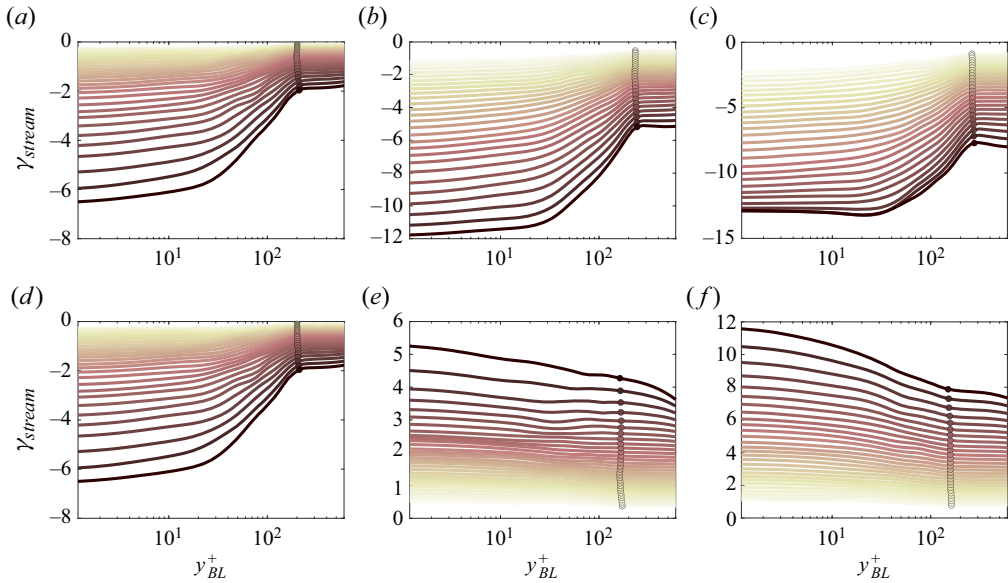 (a) (b) (c)
0 0 0
−2
−2 −4 −5
γstream −4 −6
−8 −10
−6 −10
−8 −12 −15
10¹ 10² 10¹ 10² 10¹ 10²
(d) (e) (f)
0 6 12
5 10
−2 4 8
γstream −4 3 6
2 4
−6 1 2
−8 0 0
10¹ 10² 10¹ 10² 10¹ 10²
y⁺BL y⁺BL y⁺BL